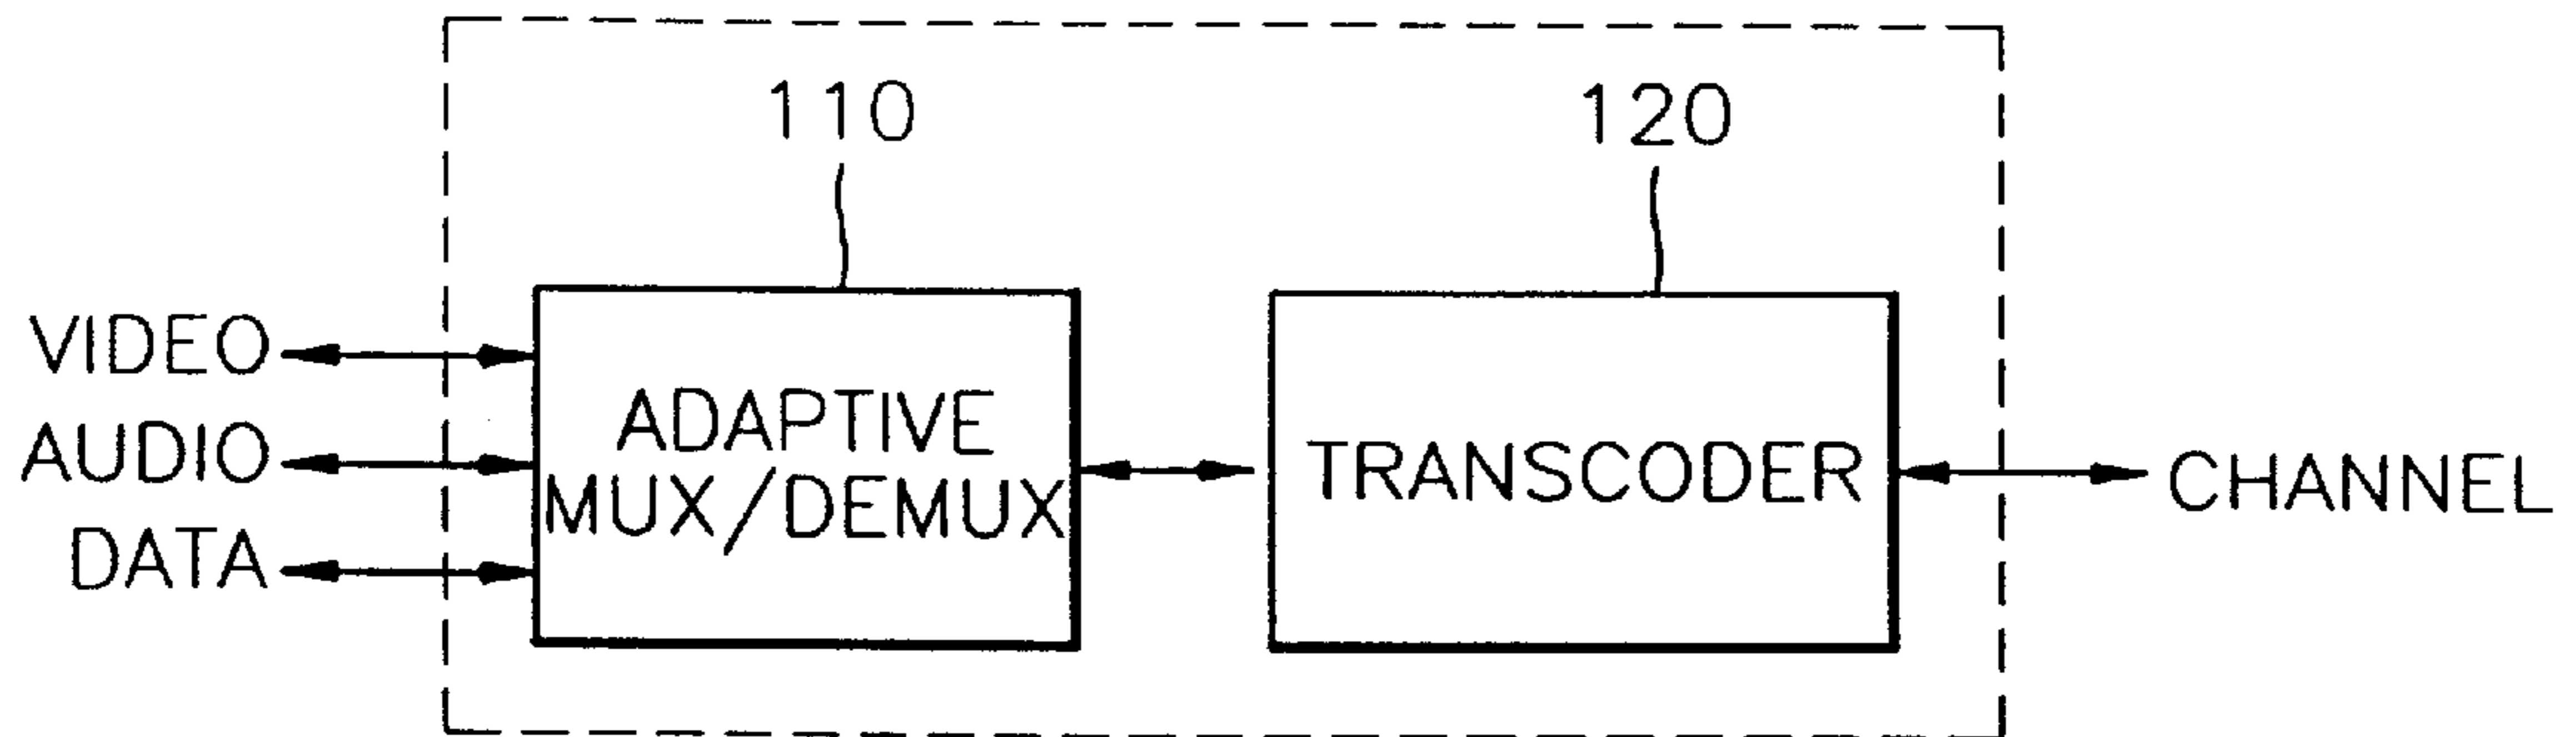 110
120
VIDEO
AUDIO
DATA
ADAPTIVE
MUX/DEMUX
TRANSCODER
CHANNEL